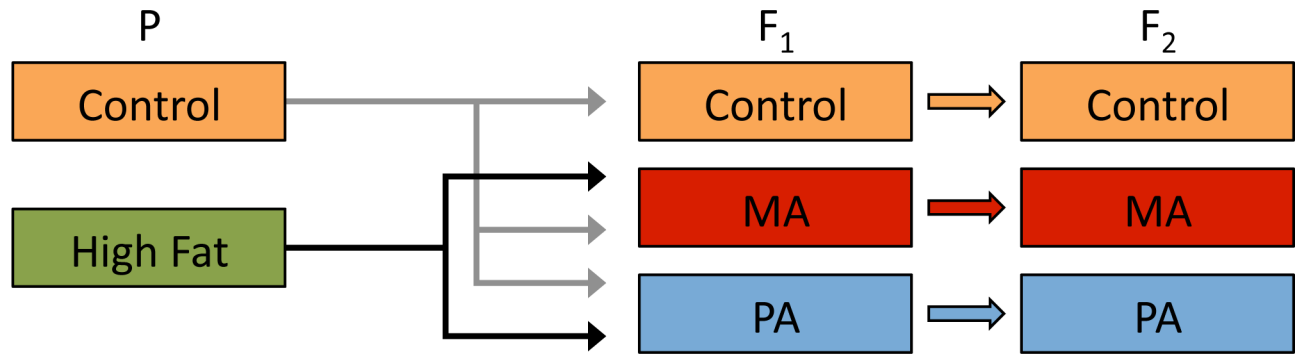 P
F₁
F₂
Control
Control
Control
High Fat
MA
MA
PA
PA